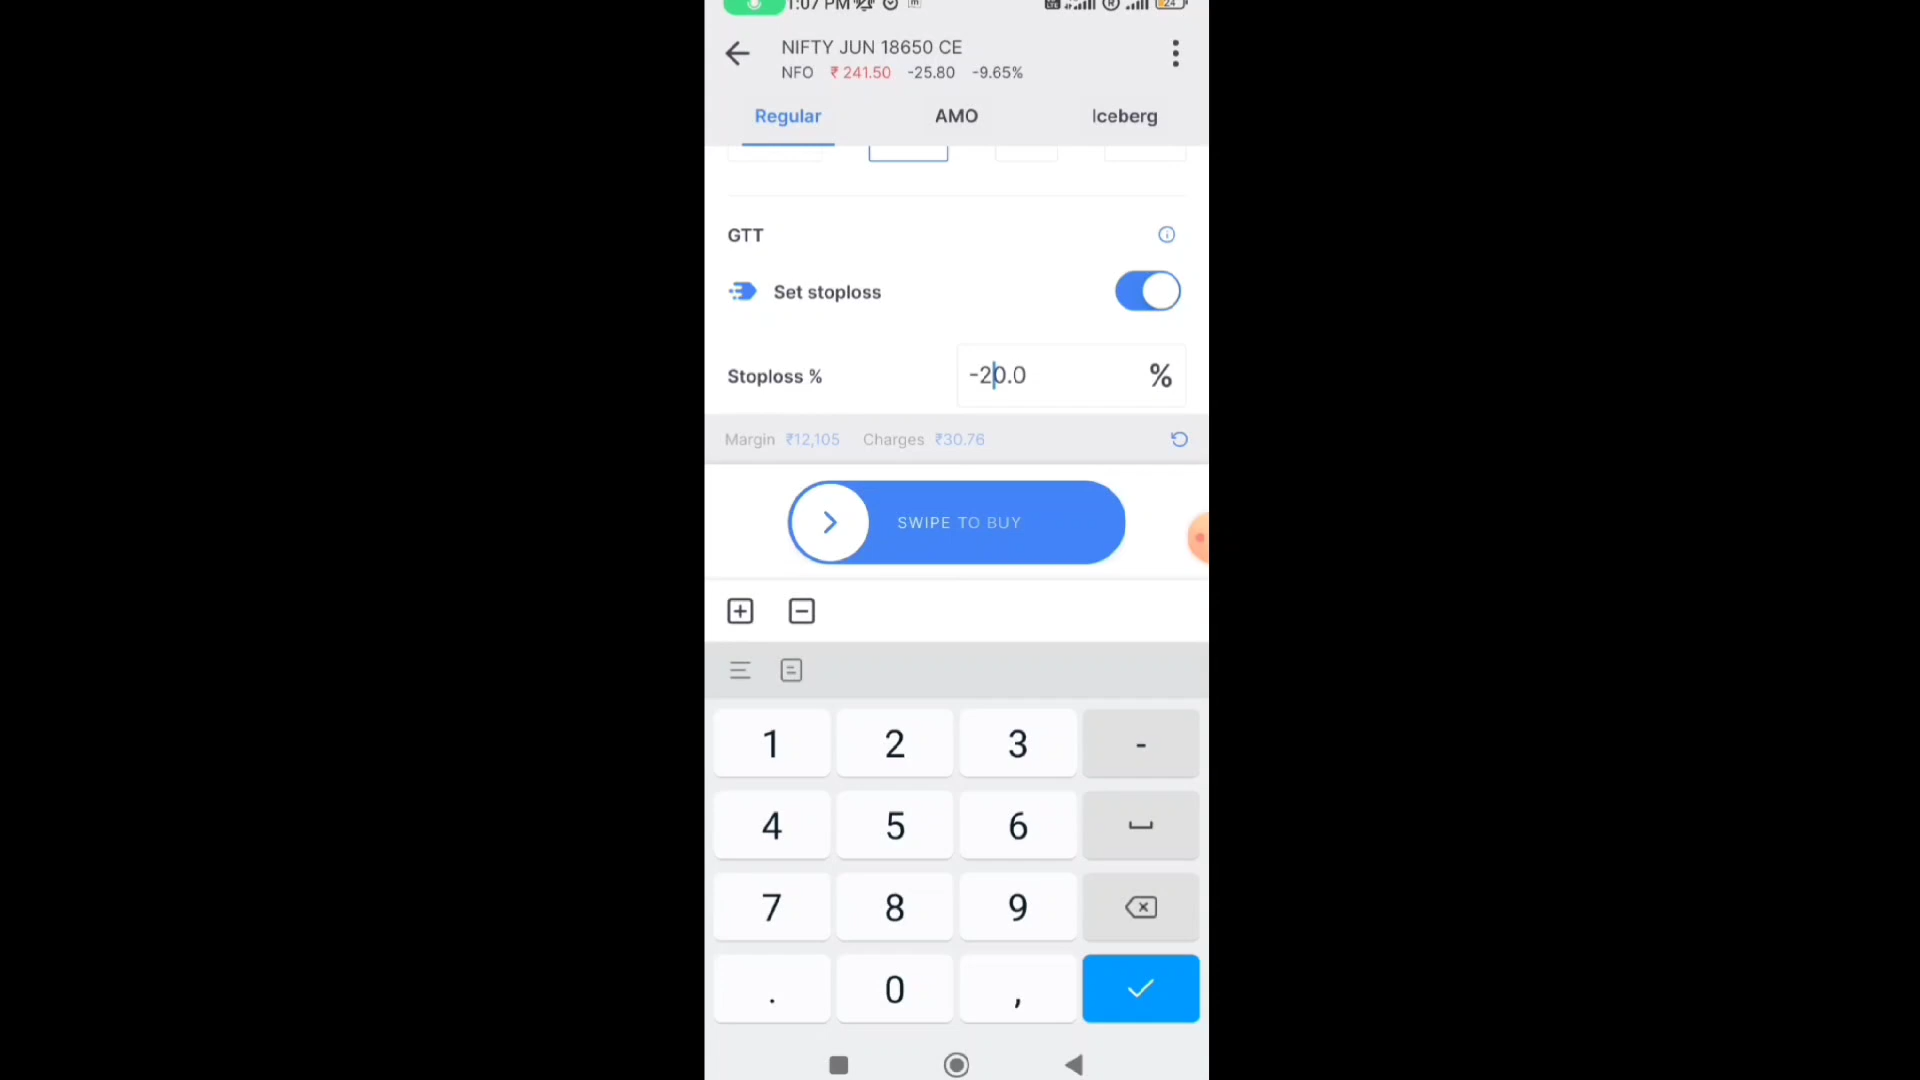 1:07 PM
24
NIFTY JUN 18650 CE
NFO ₹ 241.50 -25.80 -9.65%
Regular AMO Iceberg
GTT
Set stoploss
Stoploss % -20.0 %
Margin ₹12,105 Charges ₹30.76
SWIPE TO BUY
1 2 3 -
4 5 6
7 8 9
. 0 ,